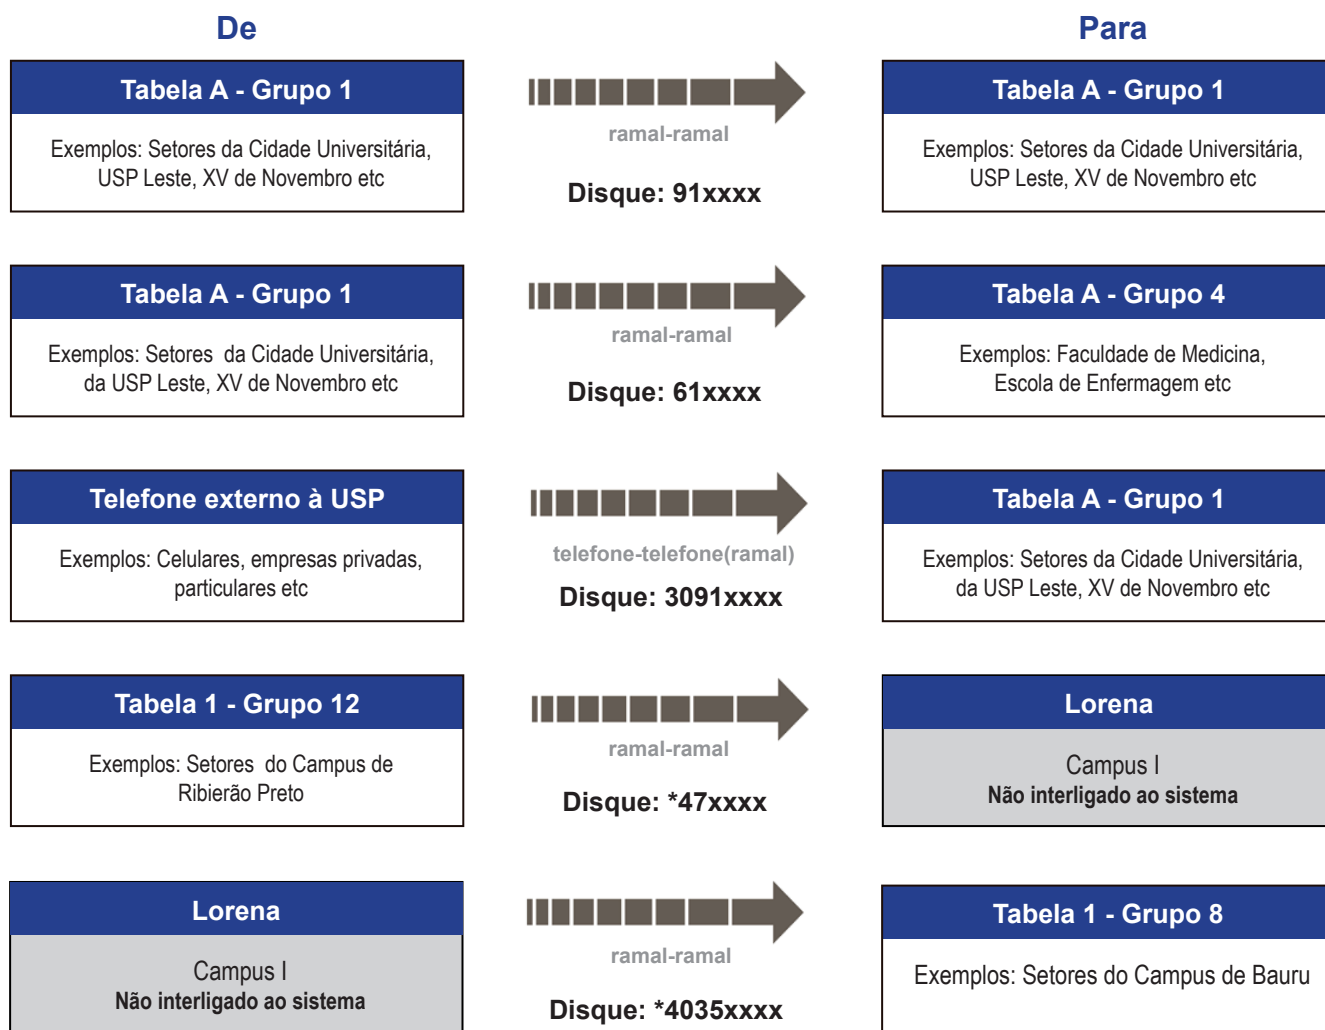 De
Para
Tabela A - Grupo 1
Exemplos: Setores da Cidade Universitária,
USP Leste, XV de Novembro etc
ramal-ramal
Disque: 91xxxx
Tabela A - Grupo 1
Exemplos: Setores da Cidade Universitária,
USP Leste, XV de Novembro etc
Tabela A - Grupo 1
Exemplos: Setores da Cidade Universitária,
da USP Leste, XV de Novembro etc
ramal-ramal
Disque: 61xxxx
Tabela A - Grupo 4
Exemplos: Faculdade de Medicina,
Escola de Enfermagem etc
Telefone externo à USP
Exemplos: Celulares, empresas privadas,
particulares etc
telefone-telefone(ramal)
Disque: 3091xxxx
Tabela A - Grupo 1
Exemplos: Setores da Cidade Universitária,
da USP Leste, XV de Novembro etc
Tabela 1 - Grupo 12
Exemplos: Setores do Campus de
Ribierão Preto
ramal-ramal
Disque: *47xxxx
Lorena
Campus I
Não interligado ao sistema
Lorena
Campus I
Não interligado ao sistema
ramal-ramal
Disque: *4035xxxx
Tabela 1 - Grupo 8
Exemplos: Setores do Campus de Bauru